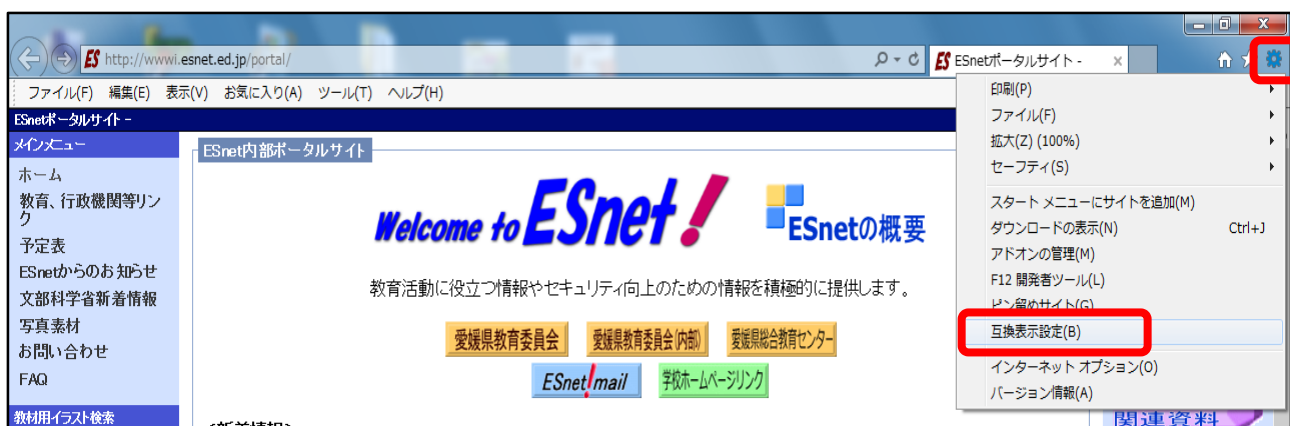 http://wwwi.esnet.ed.jp/portal/
ESnetポータルサイト -
ファイル(F) 編集(E) 表示(V) お気に入り(A) ツール(T) ヘルプ(H)
ESnetポータルサイト -
メインメニュー
ホーム
教育、行政機関等リン
ク
予定表
ESnetからのお知らせ
文部科学省新着情報
写真素材
お問い合わせ
FAQ
教材用イラスト検索
ESnet内部ポータルサイト
Welcome to ESnet!
ESnetの概要
教育活動に役立つ情報やセキュリティ向上のための情報を積極的に提供します。
愛媛県教育委員会 愛媛県教育委員会(内部) 愛媛県総合教育センター
ESnet!mail 学校ホームページリンク
印刷(P)
ファイル(F)
拡大(Z) (100%)
セーフティ(S)
スタート メニューにサイトを追加(M)
ダウンロードの表示(N) Ctrl+J
アドオンの管理(M)
F12 開発者ツール(L)
ピン留めサイト(G)
互換表示設定(B)
インターネット オプション(O)
バージョン情報(A)
関連資料